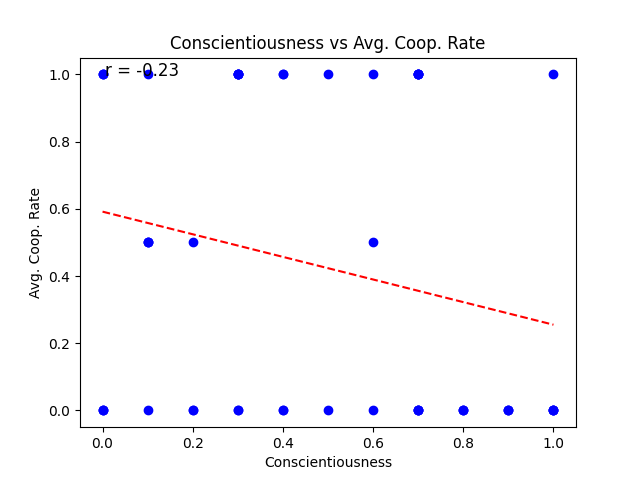 Conscientiousness vs Avg. Coop. Rate
r = -0.23
1.0
0.8
0.6
0.4
0.2
0.0
Avg. Coop. Rate
0.0 0.2 0.4 0.6 0.8 1.0
Conscientiousness